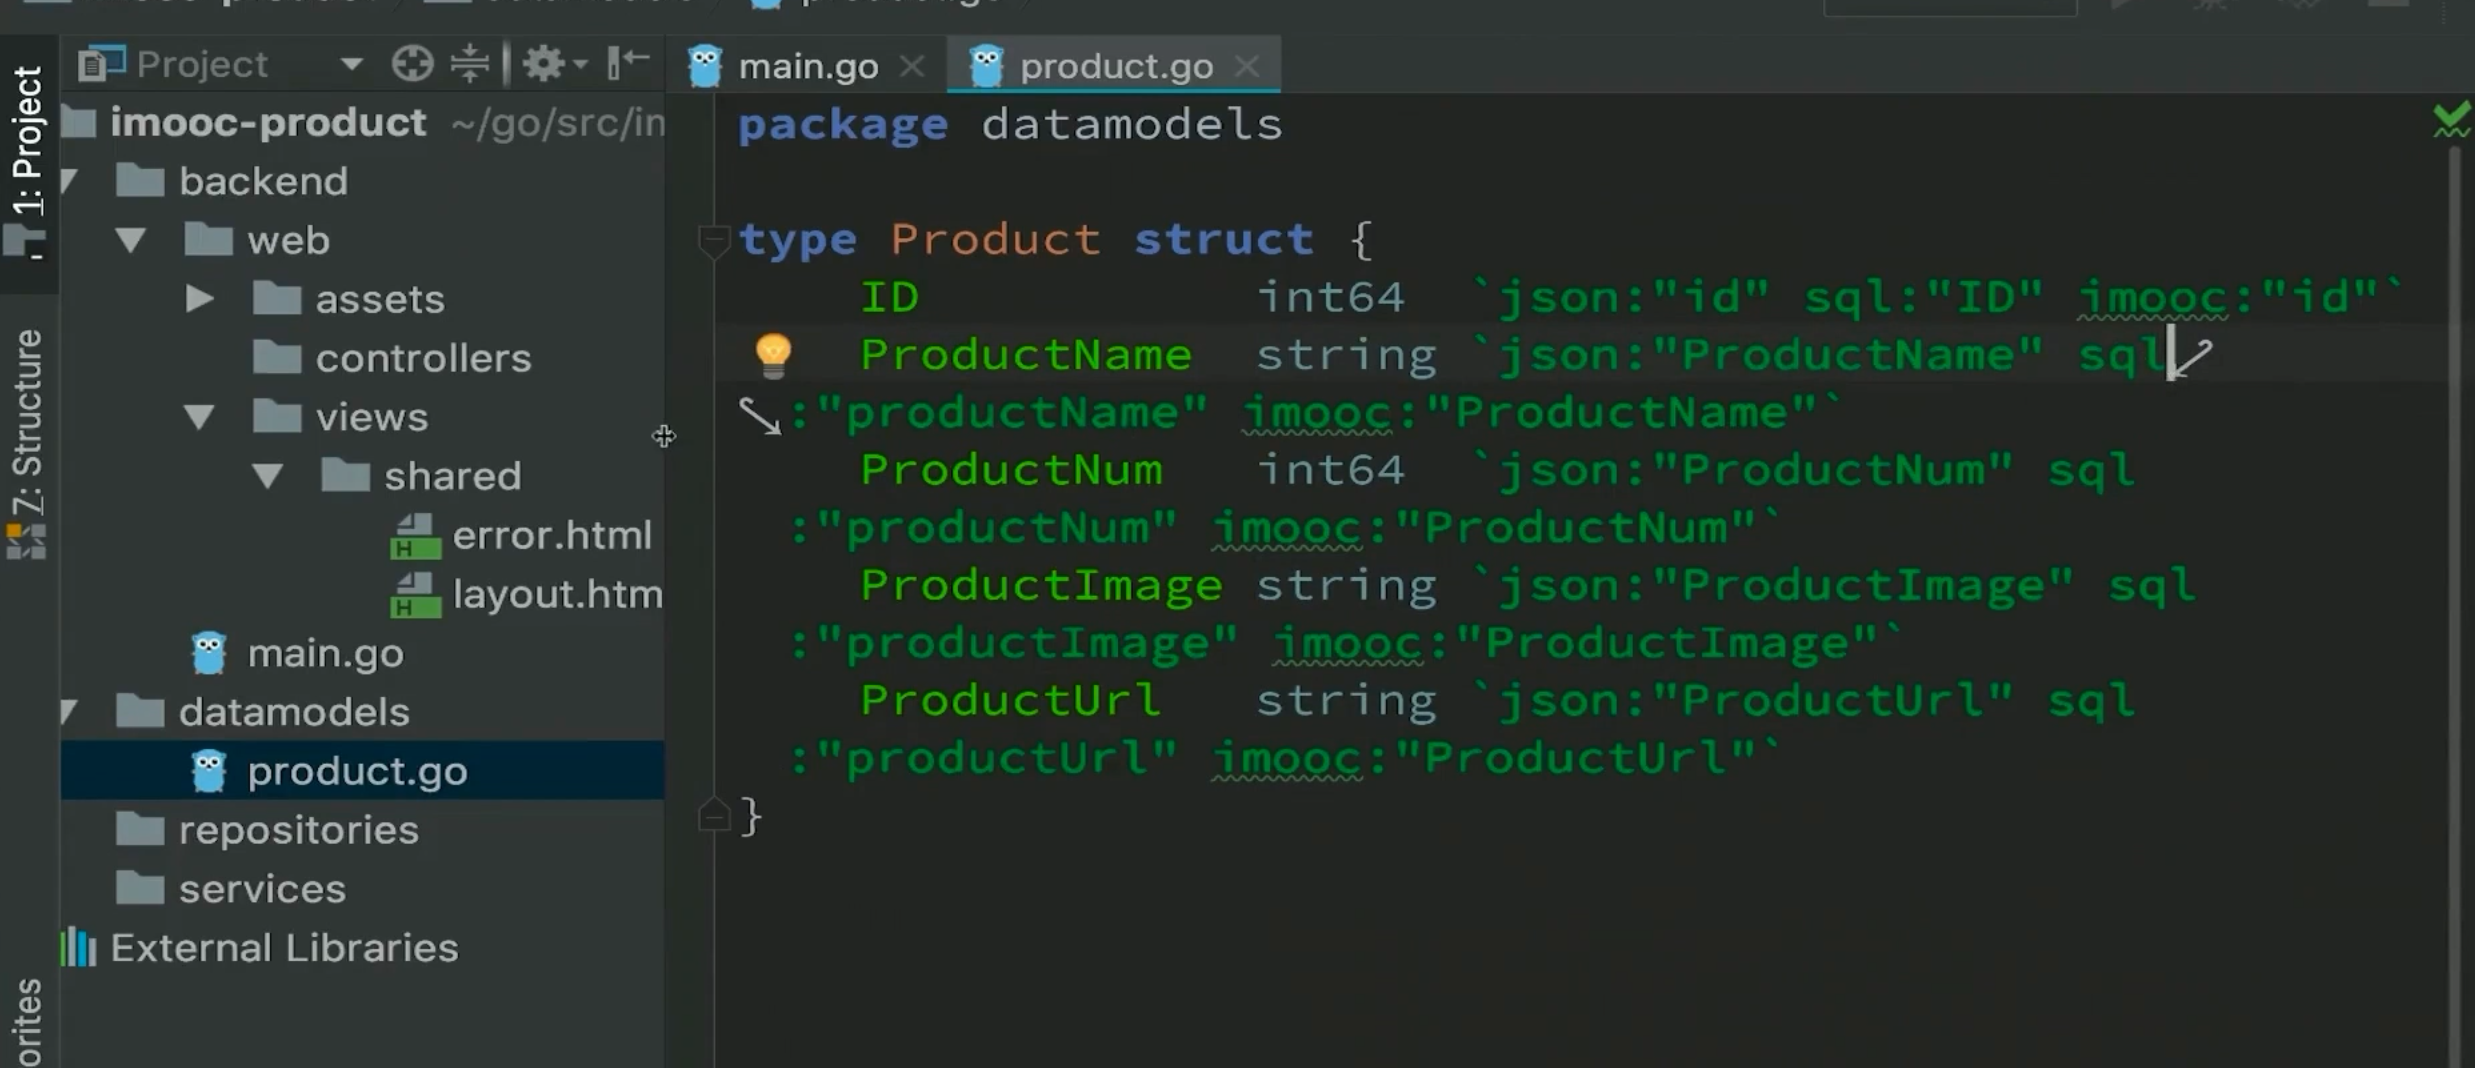 Project
main.go
product.go
1: Project
Z: Structure
orites
imooc-product ~/go/src/im
backend
web
assets
controllers
views
shared
error.html
layout.htm
main.go
datamodels
product.go
repositories
services
External Libraries
package datamodels
type Product struct {
ID int64 `json:"id" sql:"ID" imooc:"id"`
ProductName string `json:"ProductName" sql
:"productName" imooc:"ProductName"`
ProductNum int64 `json:"ProductNum" sql
:"productNum" imooc:"ProductNum"`
ProductImage string `json:"ProductImage" sql
:"productImage" imooc:"ProductImage"`
ProductUrl string `json:"ProductUrl" sql
:"productUrl" imooc:"ProductUrl"`
}